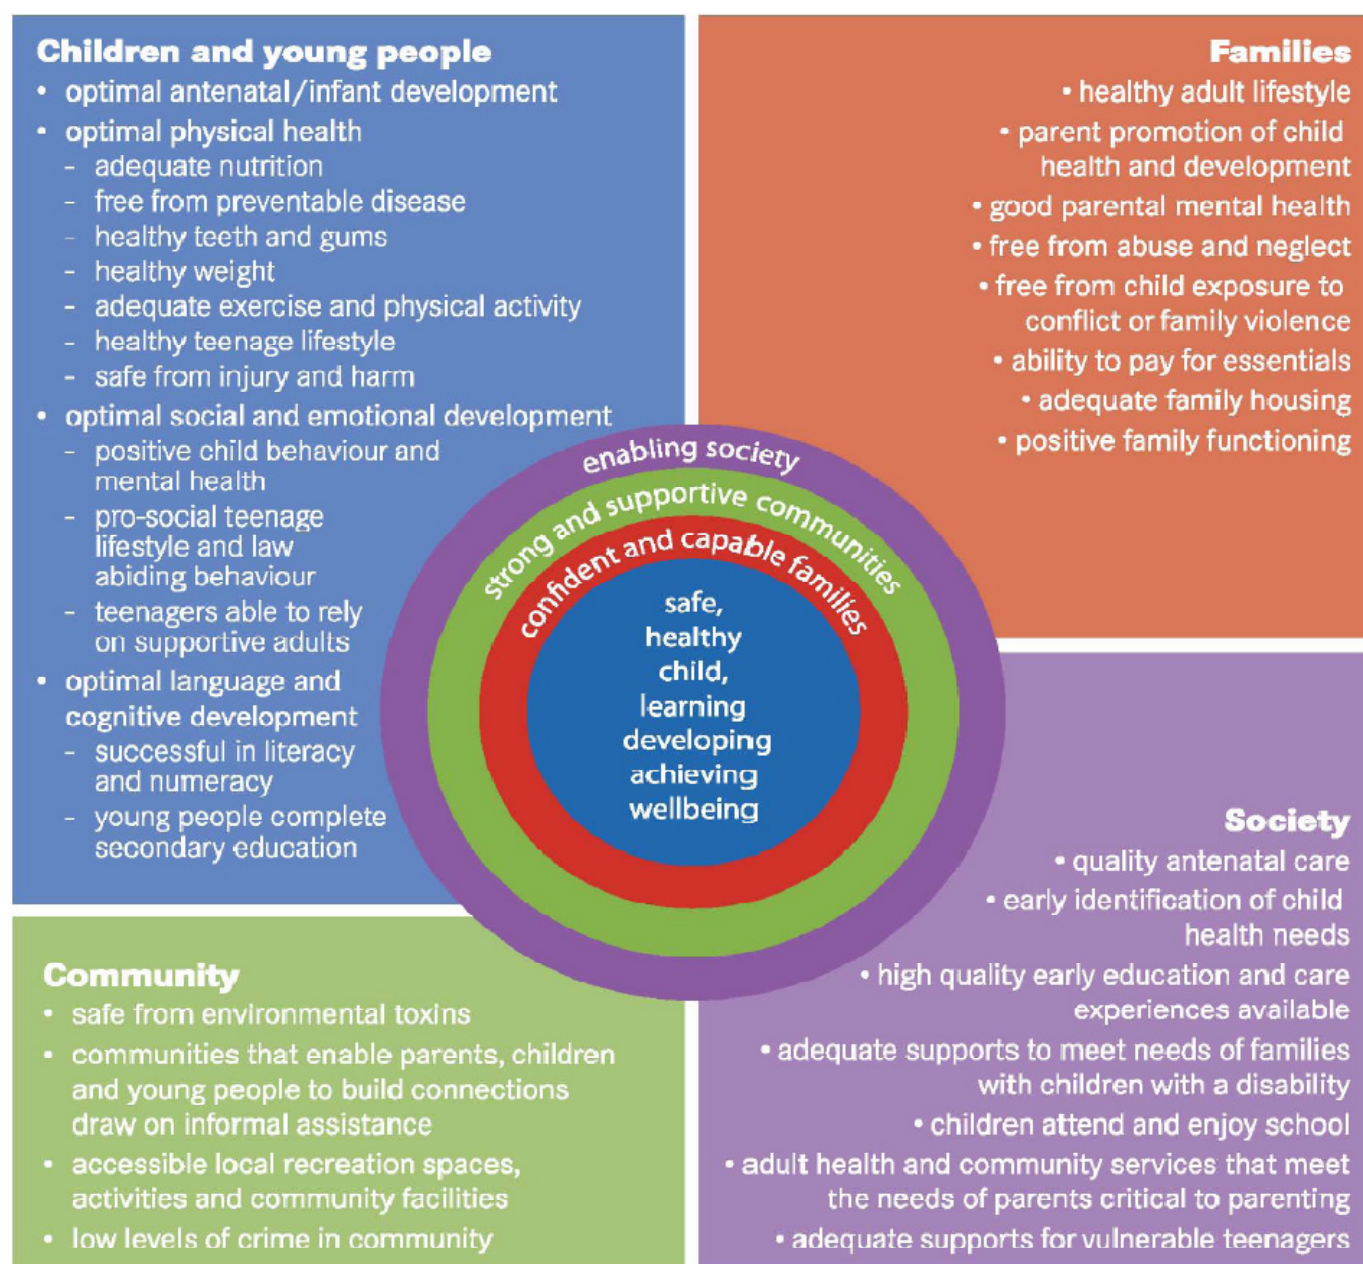 Children and young people
• optimal antenatal/infant development
• optimal physical health
- adequate nutrition
- free from preventable disease
- healthy teeth and gums
- healthy weight
- adequate exercise and physical activity
- healthy teenage lifestyle
- safe from injury and harm
• optimal social and emotional development
- positive child behaviour and
mental health
- pro-social teenage
lifestyle and law
abiding behaviour
- teenagers able to rely
on supportive adults
• optimal language and
cognitive development
- successful in literacy
and numeracy
- young people complete
secondary education
Families
• healthy adult lifestyle
• parent promotion of child
health and development
• good parental mental health
• free from abuse and neglect
• free from child exposure to
conflict or family violence
• ability to pay for essentials
• adequate family housing
• positive family functioning
enabling society
strong and supportive communities
confident and capable families
safe,
healthy
child,
learning
developing
achieving
wellbeing
Community
• safe from environmental toxins
• communities that enable parents, children
and young people to build connections
draw on informal assistance
• accessible local recreation spaces,
activities and community facilities
• low levels of crime in community
Society
• quality antenatal care
• early identification of child
health needs
• high quality early education and care
experiences available
• adequate supports to meet needs of families
with children with a disability
• children attend and enjoy school
• adult health and community services that meet
the needs of parents critical to parenting
• adequate supports for vulnerable teenagers